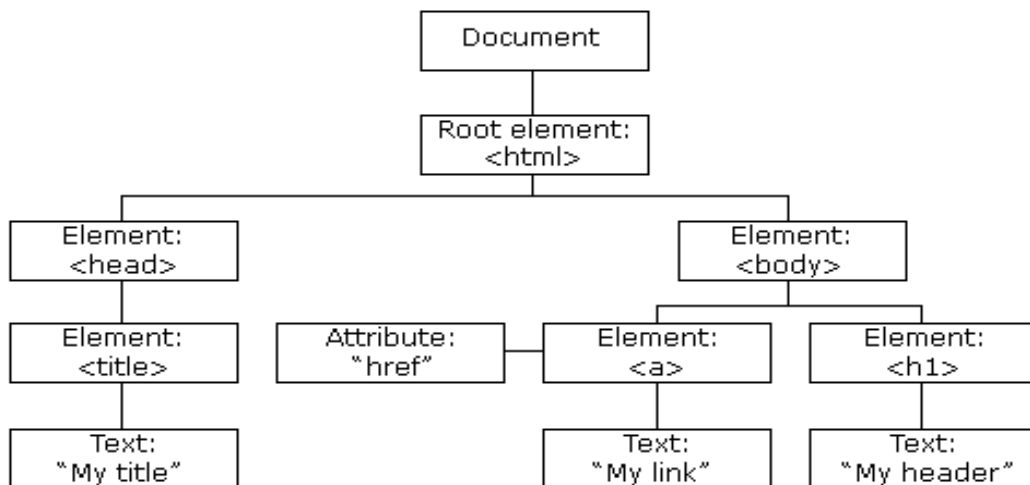 Document
Root element:
<html>
Element:
<head>
Element:
<body>
Element:
<title>
Attribute:
“href”
Element:
<a>
Element:
<h1>
Text:
“My title”
Text:
“My link”
Text:
“My header”